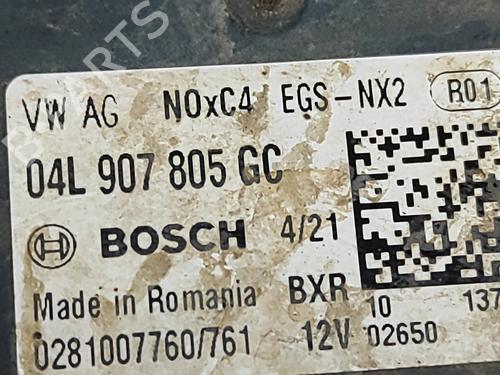 VW AG NOxC4 EGS-NX2 R01
04L 907 805 GC
BOSCH 4/21
Made in Romania BXR 10 137
0281007760/761 12V 02650